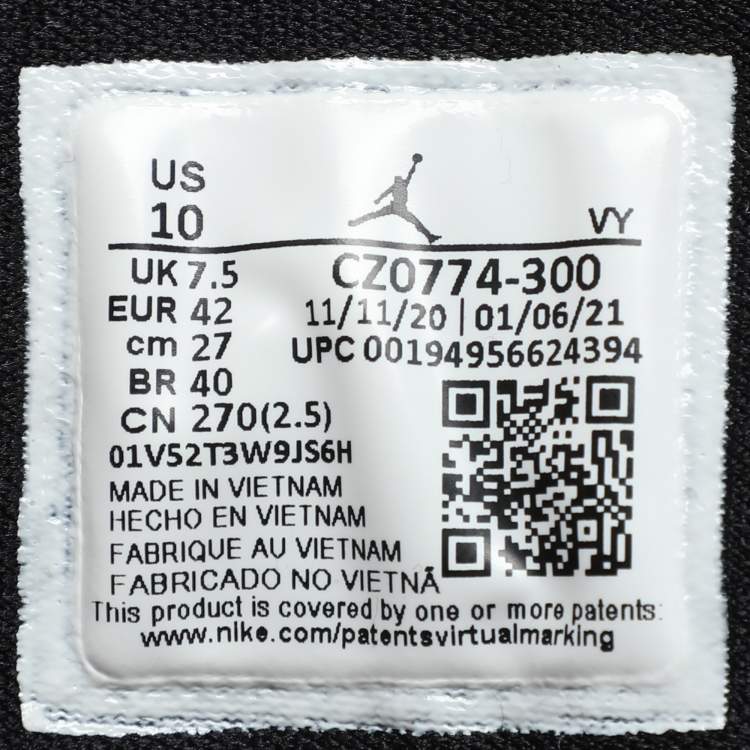 US
10
VY
UK 7.5
CZ0774-300
EUR 42
11/11/20 | 01/06/21
cm 27
UPC 00194956624394
BR 40
CN 270(2.5)
01V52T3W9JS6H
MADE IN VIETNAM
HECHO EN VIETNAM
FABRIQUE AU VIETNAM
FABRICADO NO VIETNÃ
This product is covered by one or more patents:
www.nike.com/patentsvirtualmarking